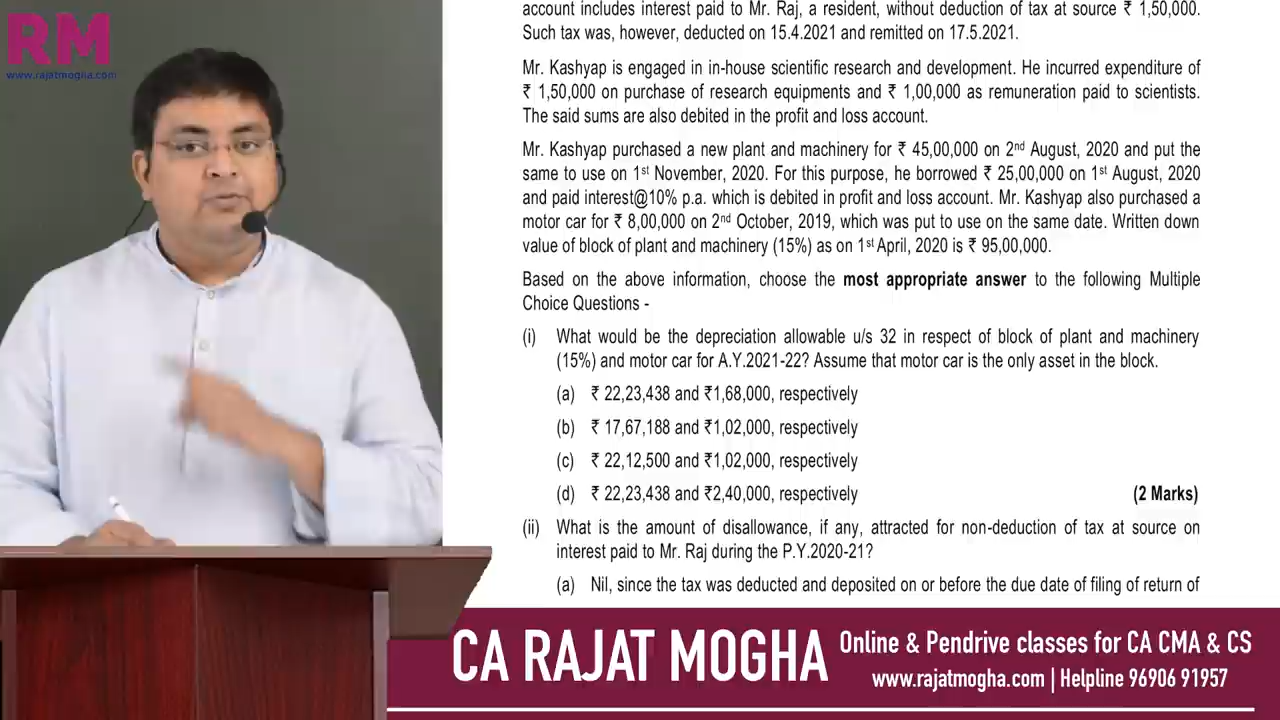 RM
www.rajatmogha.com
account includes interest paid to Mr. Raj, a resident, without deduction of tax at source ₹ 1,50,000.
Such tax was, however, deducted on 15.4.2021 and remitted on 17.5.2021.
Mr. Kashyap is engaged in in-house scientific research and development. He incurred expenditure of
₹ 1,50,000 on purchase of research equipments and ₹ 1,00,000 as remuneration paid to scientists.
The said sums are also debited in the profit and loss account.
Mr. Kashyap purchased a new plant and machinery for ₹ 45,00,000 on 2nd August, 2020 and put the
same to use on 1st November, 2020. For this purpose, he borrowed ₹ 25,00,000 on 1st August, 2020
and paid interest@10% p.a. which is debited in profit and loss account. Mr. Kashyap also purchased a
motor car for ₹ 8,00,000 on 2nd October, 2019, which was put to use on the same date. Written down
value of block of plant and machinery (15%) as on 1st April, 2020 is ₹ 95,00,000.
Based on the above information, choose the most appropriate answer to the following Multiple
Choice Questions -
(i) What would be the depreciation allowable u/s 32 in respect of block of plant and machinery
(15%) and motor car for A.Y.2021-22? Assume that motor car is the only asset in the block.
(a) ₹ 22,23,438 and ₹1,68,000, respectively
(b) ₹ 17,67,188 and ₹1,02,000, respectively
(c) ₹ 22,12,500 and ₹1,02,000, respectively
(d) ₹ 22,23,438 and ₹2,40,000, respectively (2 Marks)
(ii) What is the amount of disallowance, if any, attracted for non-deduction of tax at source on
interest paid to Mr. Raj during the P.Y.2020-21?
(a) Nil, since the tax was deducted and deposited on or before the due date of filing of return of
CA RAJAT MOGHA
Online & Pendrive classes for CA CMA & CS
www.rajatmogha.com | Helpline 96906 91957